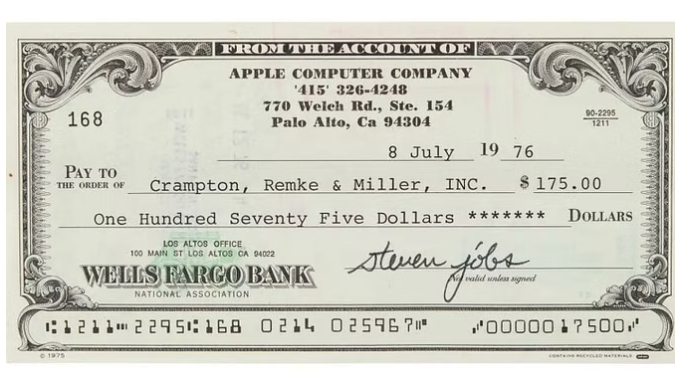 FROM THE ACCOUNT OF
APPLE COMPUTER COMPANY
'415' 326-4248
770 Welch Rd., Ste. 154
Palo Alto, Ca 94304
168
90-2295
1211
8 July 19 76
PAY TO
THE ORDER OF Crampton, Remke & Miller, INC. $ 175.00
One Hundred Seventy Five Dollars ******* DOLLARS
LOS ALTOS OFFICE
100 MAIN ST LOS ALTOS CA 94022
WELLS FARGO BANK
NATIONAL ASSOCIATION
steven jobs
Not valid unless signed
⑆1211⑉2295⑆168 0214 025967⑈ ⑇0000017500⑇
© 1975
CONTAINS RECYCLED MATERIALS